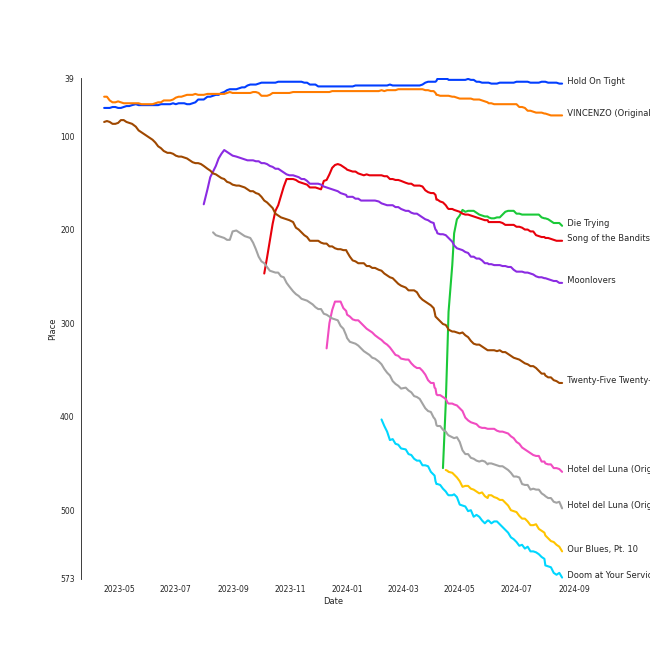 39
100
200
300
400
500
573
Place
2023-05
2023-07
2023-09
2023-11
2024-01
2024-03
2024-05
2024-07
2024-09
Date
Hold On Tight
VINCENZO (Original
Die Trying
Song of the Bandits
Moonlovers
Twenty-Five Twenty-
Hotel del Luna (Orig
Hotel del Luna (Orig
Our Blues, Pt. 10
Doom at Your Servic